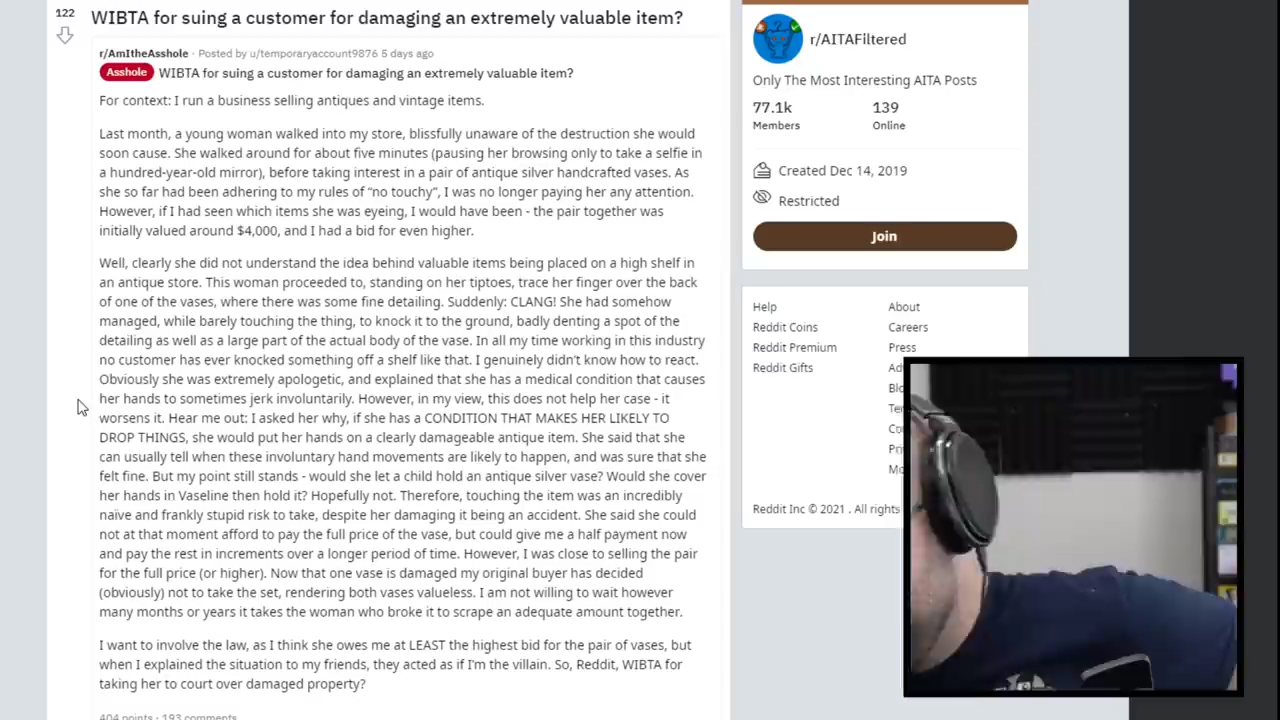 122
WIBTA for suing a customer for damaging an extremely valuable item?
r/AmItheAsshole · Posted by u/temporaryaccount9876 5 days ago
Asshole WIBTA for suing a customer for damaging an extremely valuable item?
For context: I run a business selling antiques and vintage items.
Last month, a young woman walked into my store, blissfully unaware of the destruction she would
soon cause. She walked around for about five minutes (pausing her browsing only to take a selfie in
a hundred-year-old mirror), before taking interest in a pair of antique silver handcrafted vases. As
she so far had been adhering to my rules of “no touchy”, I was no longer paying her any attention.
However, if I had seen which items she was eyeing, I would have been - the pair together was
initially valued around $4,000, and I had a bid for even higher.
Well, clearly she did not understand the idea behind valuable items being placed on a high shelf in
an antique store. This woman proceeded to, standing on her tiptoes, trace her finger over the back
of one of the vases, where there was some fine detailing. Suddenly: CLANG! She had somehow
managed, while barely touching the thing, to knock it to the ground, badly denting a spot of the
detailing as well as a large part of the actual body of the vase. In all my time working in this industry
no customer has ever knocked something off a shelf like that. I genuinely didn’t know how to react.
Obviously she was extremely apologetic, and explained that she has a medical condition that causes
her hands to sometimes jerk involuntarily. However, in my view, this does not help her case - it
worsens it. Hear me out: I asked her why, if she has a CONDITION THAT MAKES HER LIKELY TO
DROP THINGS, she would put her hands on a clearly damageable antique item. She said that she
can usually tell when these involuntary hand movements are likely to happen, and was sure that she
felt fine. But my point still stands - would she let a child hold an antique silver vase? Would she cover
her hands in Vaseline then hold it? Hopefully not. Therefore, touching the item was an incredibly
naïve and frankly stupid risk to take, despite her damaging it being an accident. She said she could
not at that moment afford to pay the full price of the vase, but could give me a half payment now
and pay the rest in increments over a longer period of time. However, I was close to selling the pair
for the full price (or higher). Now that one vase is damaged my original buyer has decided
(obviously) not to take the set, rendering both vases valueless. I am not willing to wait however
many months or years it takes the woman who broke it to scrape an adequate amount together.
I want to involve the law, as I think she owes me at LEAST the highest bid for the pair of vases, but
when I explained the situation to my friends, they acted as if I’m the villain. So, Reddit, WIBTA for
taking her to court over damaged property?
404 points · 193 comments
r/AITAFiltered
Only The Most Interesting AITA Posts
77.1k 139
Members Online
Created Dec 14, 2019
Restricted
Join
Help About
Reddit Coins Careers
Reddit Premium Press
Reddit Gifts
Reddit Inc © 2021 . All rights